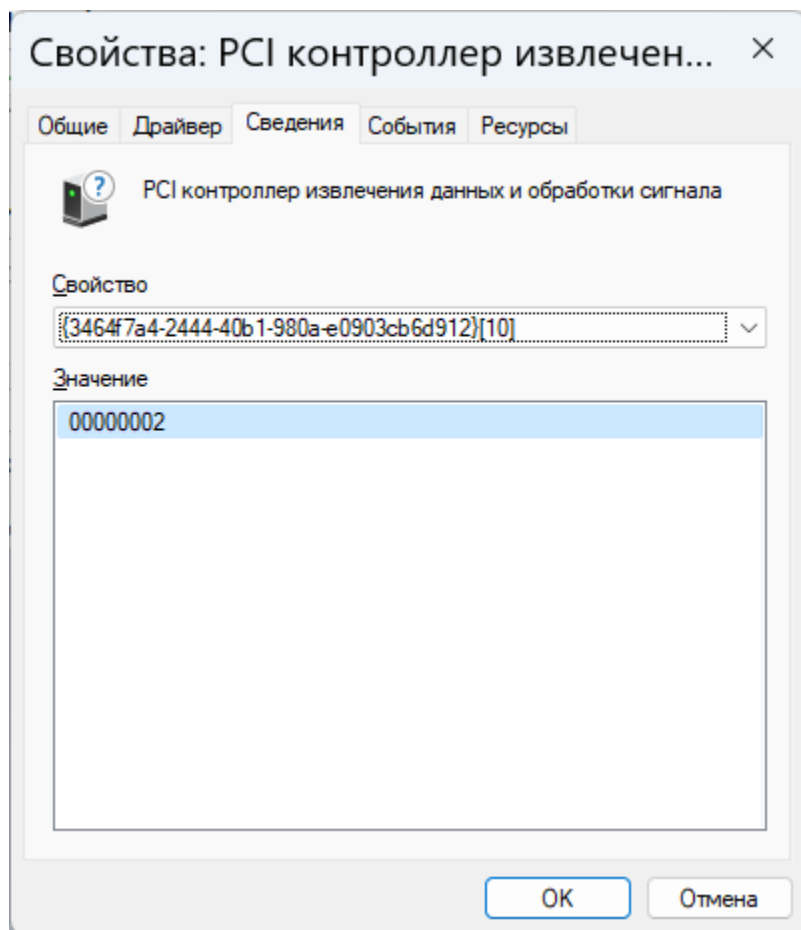 Свойства: PCI контроллер извлечен...
Общие Драйвер Сведения События Ресурсы
PCI контроллер извлечения данных и обработки сигнала
Свойство
{3464f7a4-2444-40b1-980a-e0903cb6d912}[10]
Значение
00000002
OK Отмена